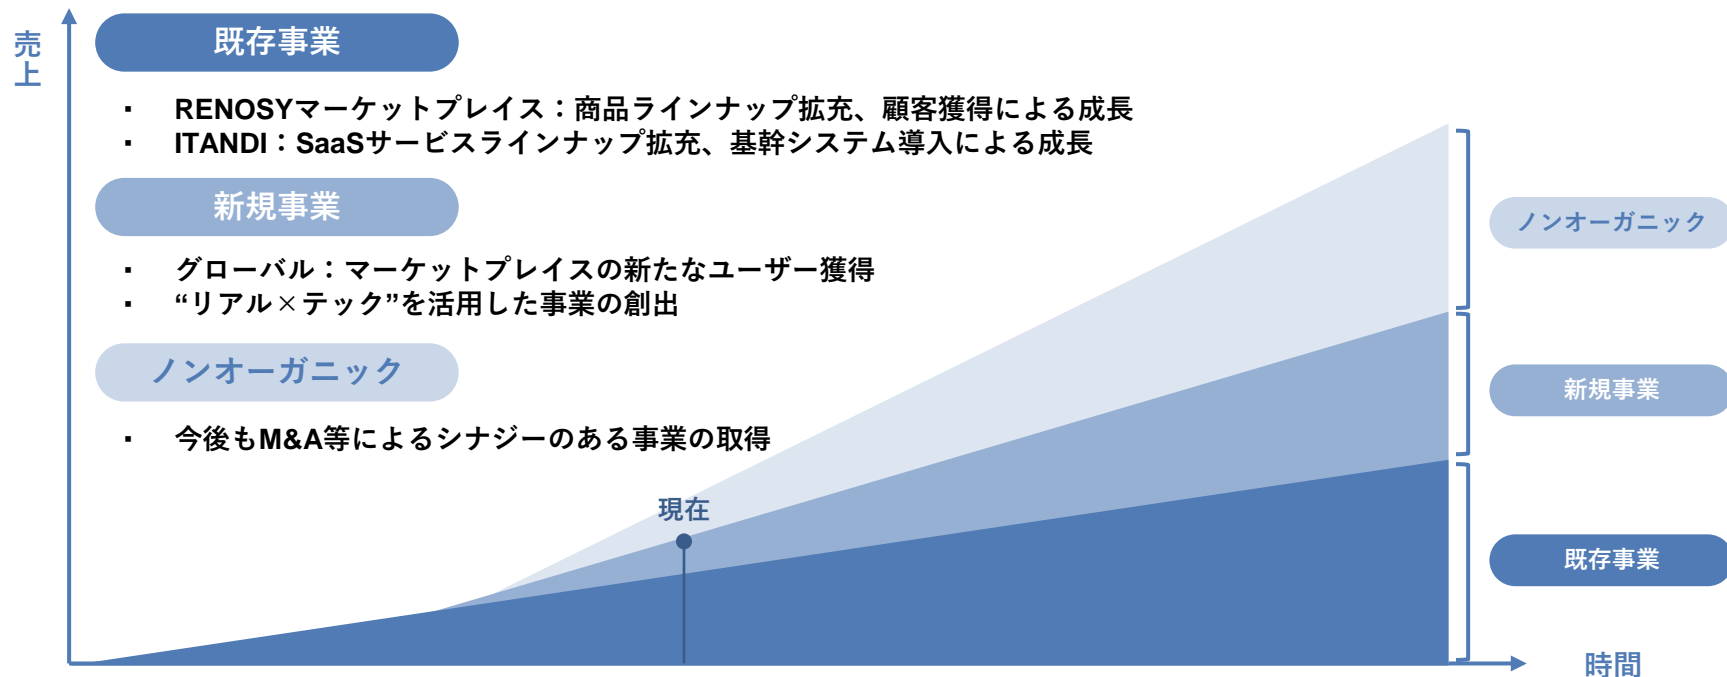 売上
既存事業
▪ RENOSYマーケットプレイス：商品ラインナップ拡充、顧客獲得による成長
▪ ITANDI：SaaSサービスラインナップ拡充、基幹システム導入による成長
新規事業
▪ グローバル：マーケットプレイスの新たなユーザー獲得
▪ “リアル×テック”を活用した事業の創出
ノンオーガニック
▪ 今後もM&A等によるシナジーのある事業の取得
現在
ノンオーガニック
新規事業
既存事業
時間